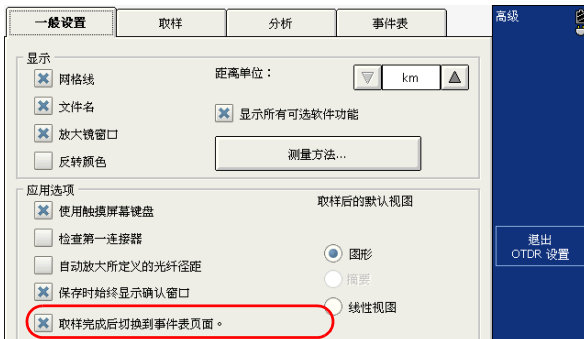 一般设置
取样
分析
事件表
高级
显示
网格线
文件名
放大镜窗口
反转颜色
距离单位：
km
显示所有可选软件功能
测量方法...
应用选项
使用触摸屏幕键盘
检查第一连接器
自动放大所定义的光纤径距
保存时始终显示确认窗口
取样完成后切换到事件表页面。
取样后的默认视图
图形
摘要
线性视图
退出
OTDR 设置